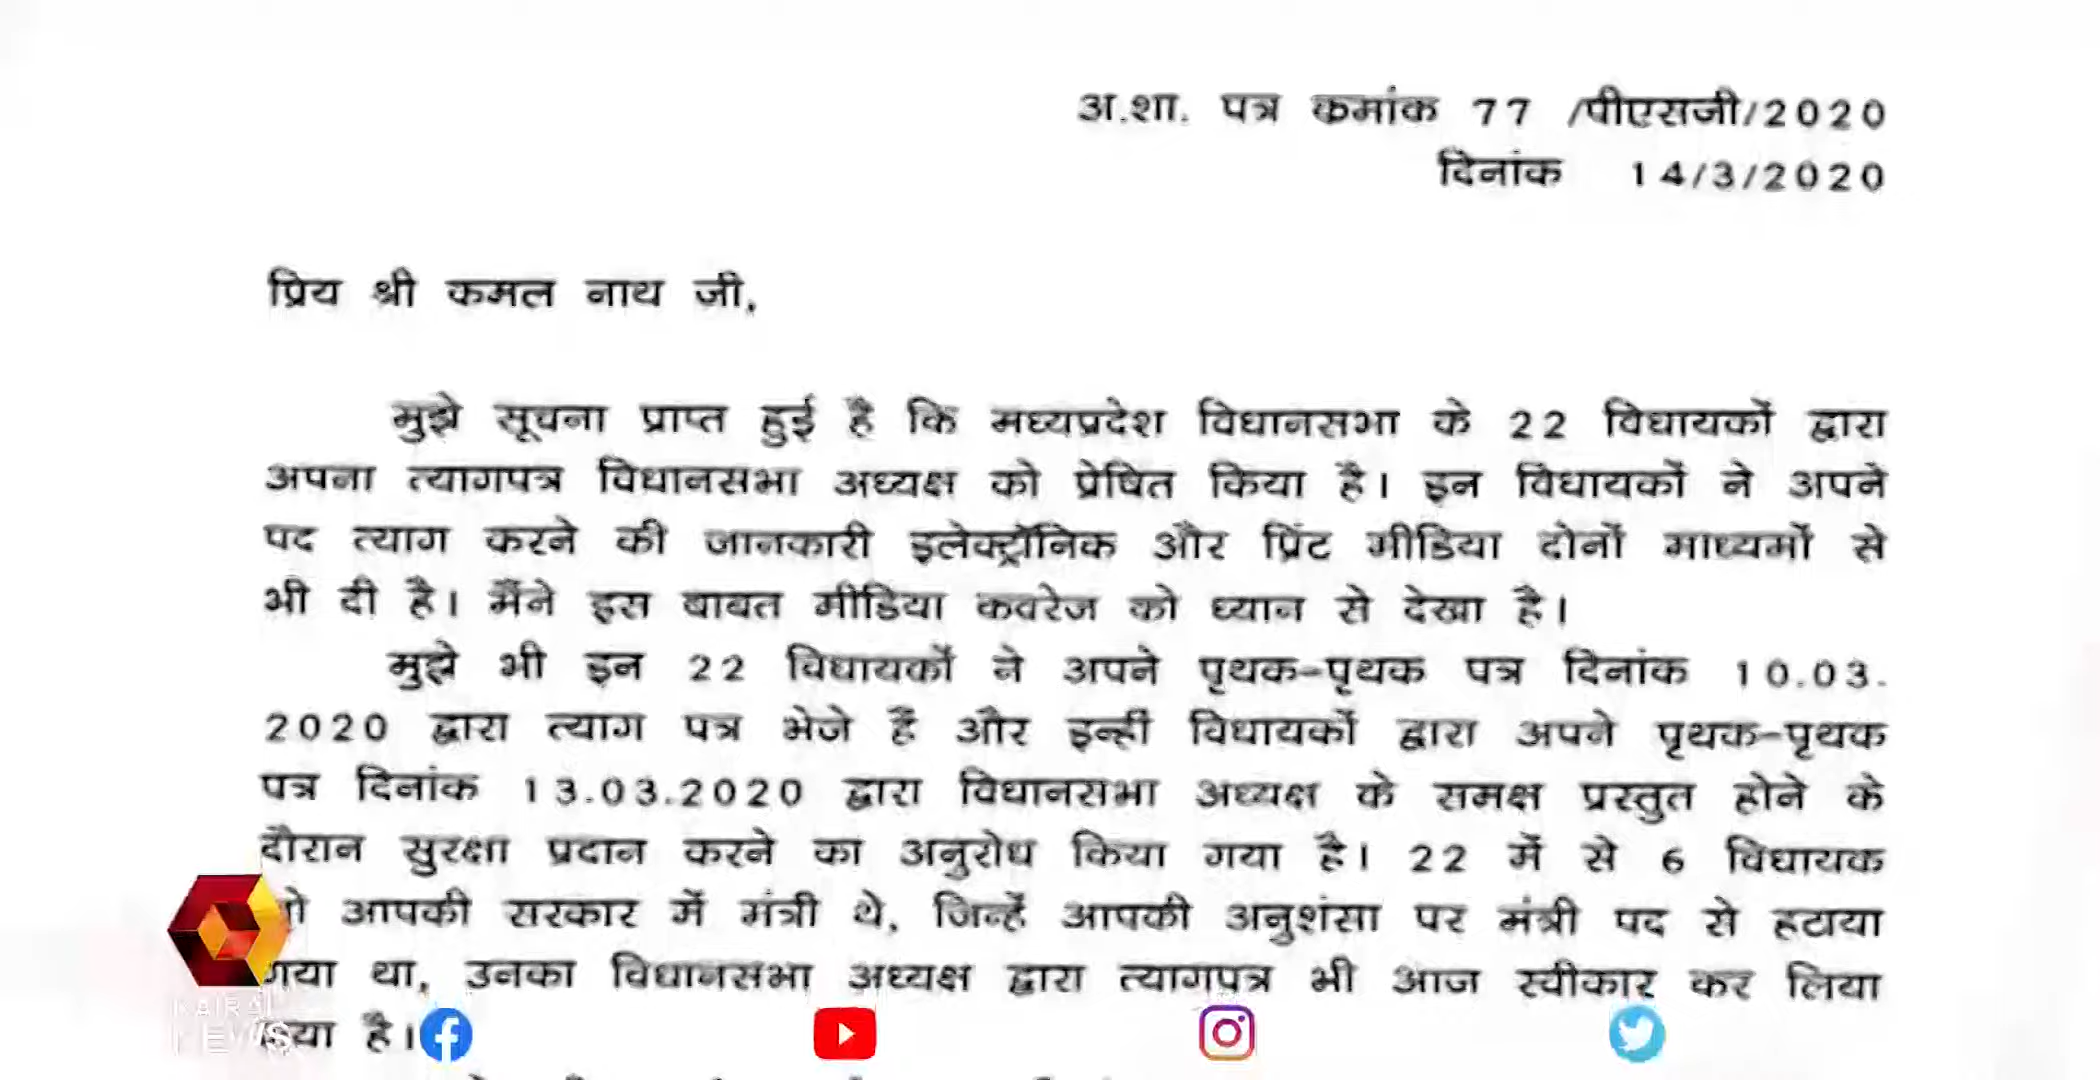 अ.शा. पत्र क्रमांक 77 /पीएसजी/2020
दिनांक 14/3/2020
प्रिय श्री कमल नाथ जी,
मुझे सूचना प्राप्त हुई है कि मध्यप्रदेश विधानसभा के 22 विधायकों द्वारा
अपना त्यागपत्र विधानसभा अध्यक्ष को प्रेषित किया है। इन विधायकों ने अपने
पद त्याग करने की जानकारी इलेक्ट्रॉनिक और प्रिंट मीडिया दोनों माध्यमों से
भी दी है। मैंने इस बाबत मीडिया कवरेज को ध्यान से देखा है।
मुझे भी इन 22 विधायकों ने अपने पृथक-पृथक पत्र दिनांक 10.03.
2020 द्वारा त्याग पत्र भेजे हैं और इन्हीं विधायकों द्वारा अपने पृथक-पृथक
पत्र दिनांक 13.03.2020 द्वारा विधानसभा अध्यक्ष के समक्ष प्रस्तुत होने के
दौरान सुरक्षा प्रदान करने का अनुरोध किया गया है। 22 में से 6 विधायक
आपकी सरकार में मंत्री थे, जिन्हें आपकी अनुशंसा पर मंत्री पद से हटाया
गया था, उनका विधानसभा अध्यक्ष द्वारा त्यागपत्र भी आज स्वीकार कर लिया
गया है।
KAIRALI
NEWS